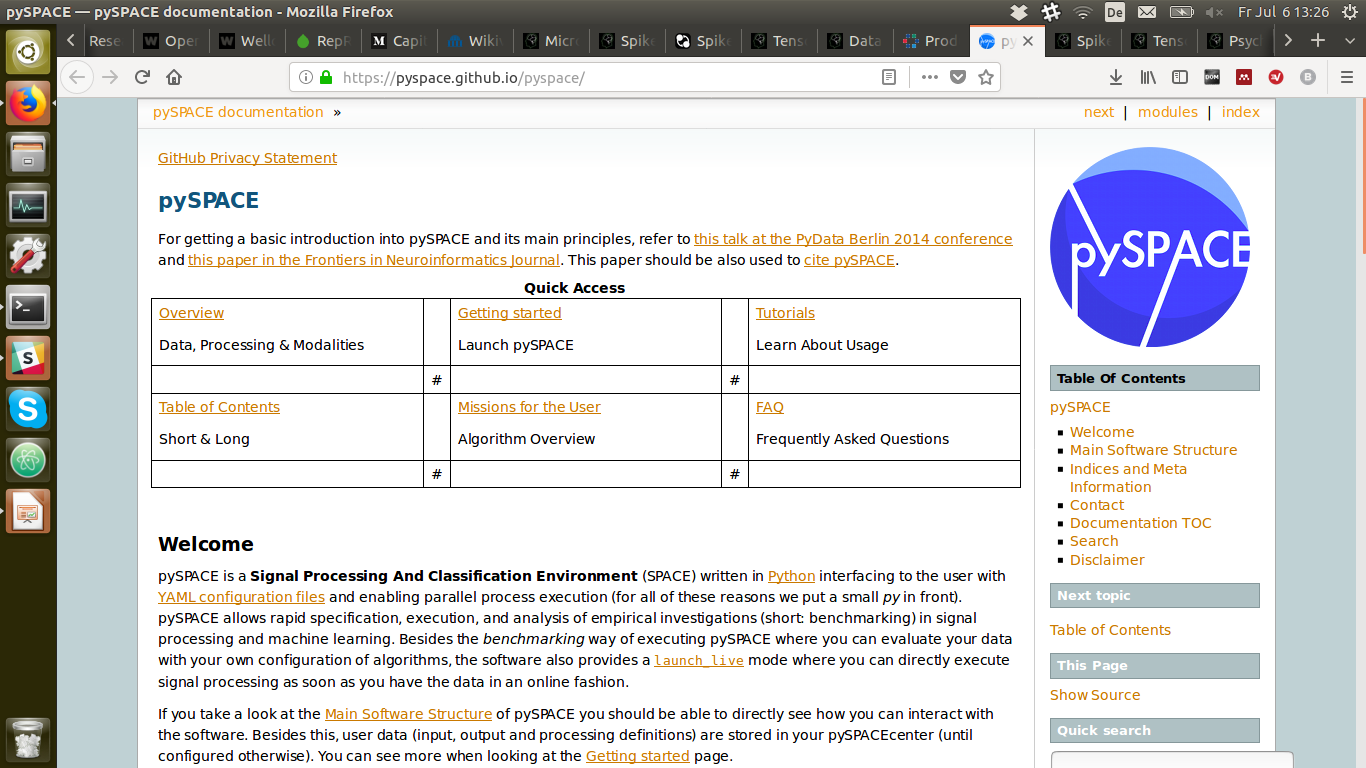 pySPACE — pySPACE documentation - Mozilla Firefox
De
Fr Jul 6 13:26
Rese
Oper
Well
RepR
M Capi
Wikiv
Micr
Spike
Spike
Tens
Data
Prod
py
Spike
Tens
Psych
https://pyspace.github.io/pyspace/
DOM
B
pySPACE documentation »
next | modules | index
GitHub Privacy Statement
pySPACE
For getting a basic introduction into pySPACE and its main principles, refer to this talk at the PyData Berlin 2014 conference
and this paper in the Frontiers in Neuroinformatics Journal. This paper should be also used to cite pySPACE.
Quick Access
Overview
Data, Processing & Modalities
Getting started
Launch pySPACE
Tutorials
Learn About Usage
# #
Table of Contents
Short & Long
Missions for the User
Algorithm Overview
FAQ
Frequently Asked Questions
# #
Welcome
pySPACE is a Signal Processing And Classification Environment (SPACE) written in Python interfacing to the user with
YAML configuration files and enabling parallel process execution (for all of these reasons we put a small py in front).
pySPACE allows rapid specification, execution, and analysis of empirical investigations (short: benchmarking) in signal
processing and machine learning. Besides the benchmarking way of executing pySPACE where you can evaluate your data
with your own configuration of algorithms, the software also provides a launch_live mode where you can directly execute
signal processing as soon as you have the data in an online fashion.
If you take a look at the Main Software Structure of pySPACE you should be able to directly see how you can interact with
the software. Besides this, user data (input, output and processing definitions) are stored in your pySPACEcenter (until
configured otherwise). You can see more when looking at the Getting started page.
pySPACE
Table Of Contents
pySPACE
Welcome
Main Software Structure
Indices and Meta
Information
Contact
Documentation TOC
Search
Disclaimer
Next topic
Table of Contents
This Page
Show Source
Quick search